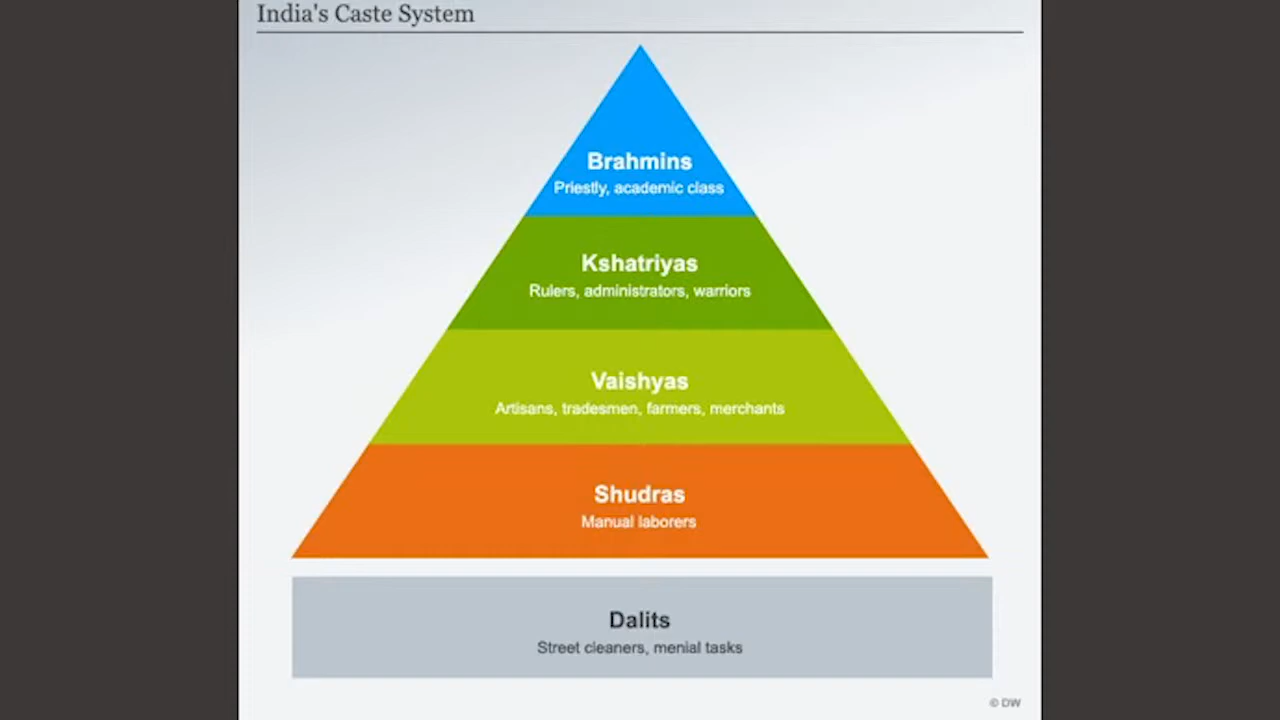 India's Caste System
Brahmins
Priestly, academic class
Kshatriyas
Rulers, administrators, warriors
Vaishyas
Artisans, tradesmen, farmers, merchants
Shudras
Manual laborers
Dalits
Street cleaners, menial tasks
© DW